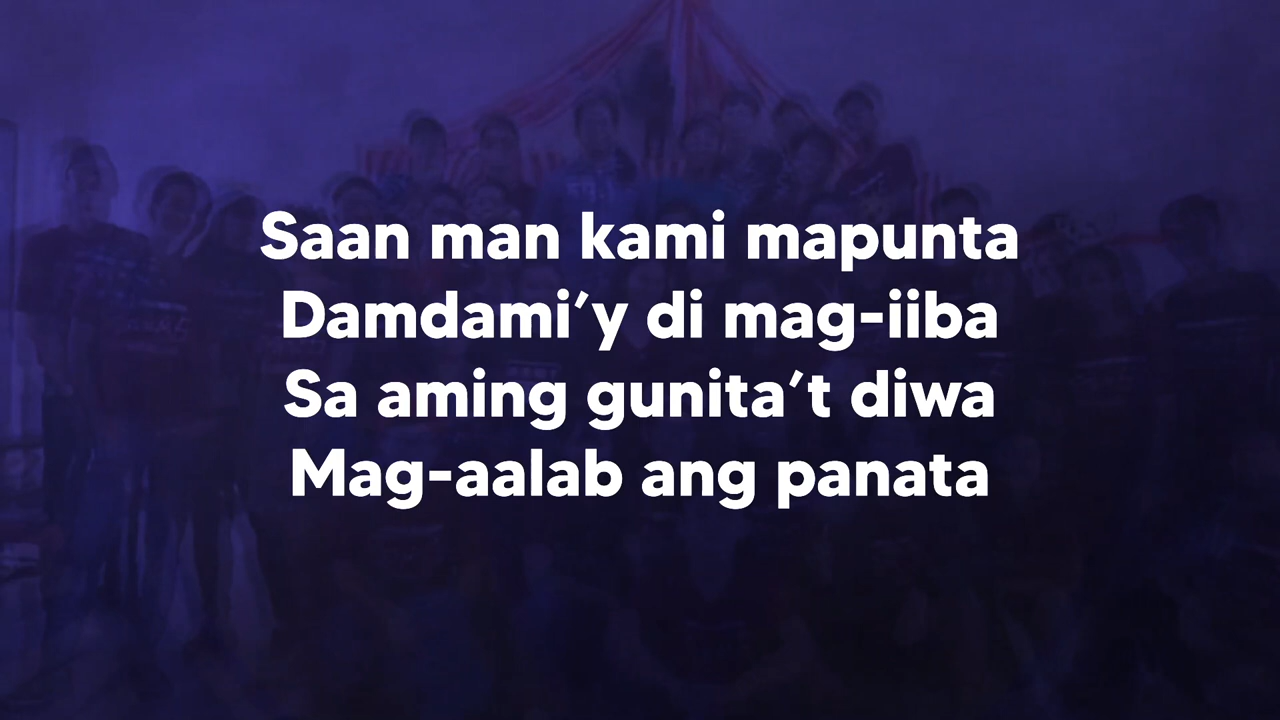 Saan man kami mapunta
Damdami’y di mag-iiba
Sa aming gunita’t diwa
Mag-aalab ang panata